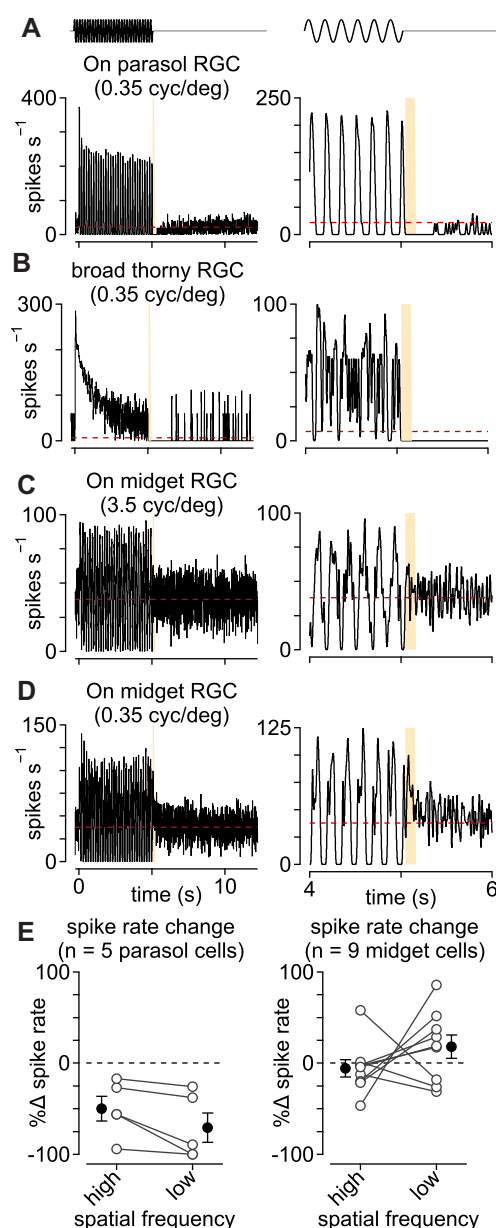 A
On parasol RGC
(0.35 cyc/deg)
400
0
spikes s⁻¹
250
0
B
broad thorny RGC
(0.35 cyc/deg)
300
0
spikes s⁻¹
100
0
C
On midget RGC
(3.5 cyc/deg)
100
0
spikes s⁻¹
100
0
D
On midget RGC
(0.35 cyc/deg)
150
0
spikes s⁻¹
0
10
time (s)
125
0
4
6
time (s)
E
spike rate change
(n = 5 parasol cells)
100
0
-100
%Δ spike rate
high
low
spatial frequency
spike rate change
(n = 9 midget cells)
100
0
-100
%Δ spike rate
high
low
spatial frequency